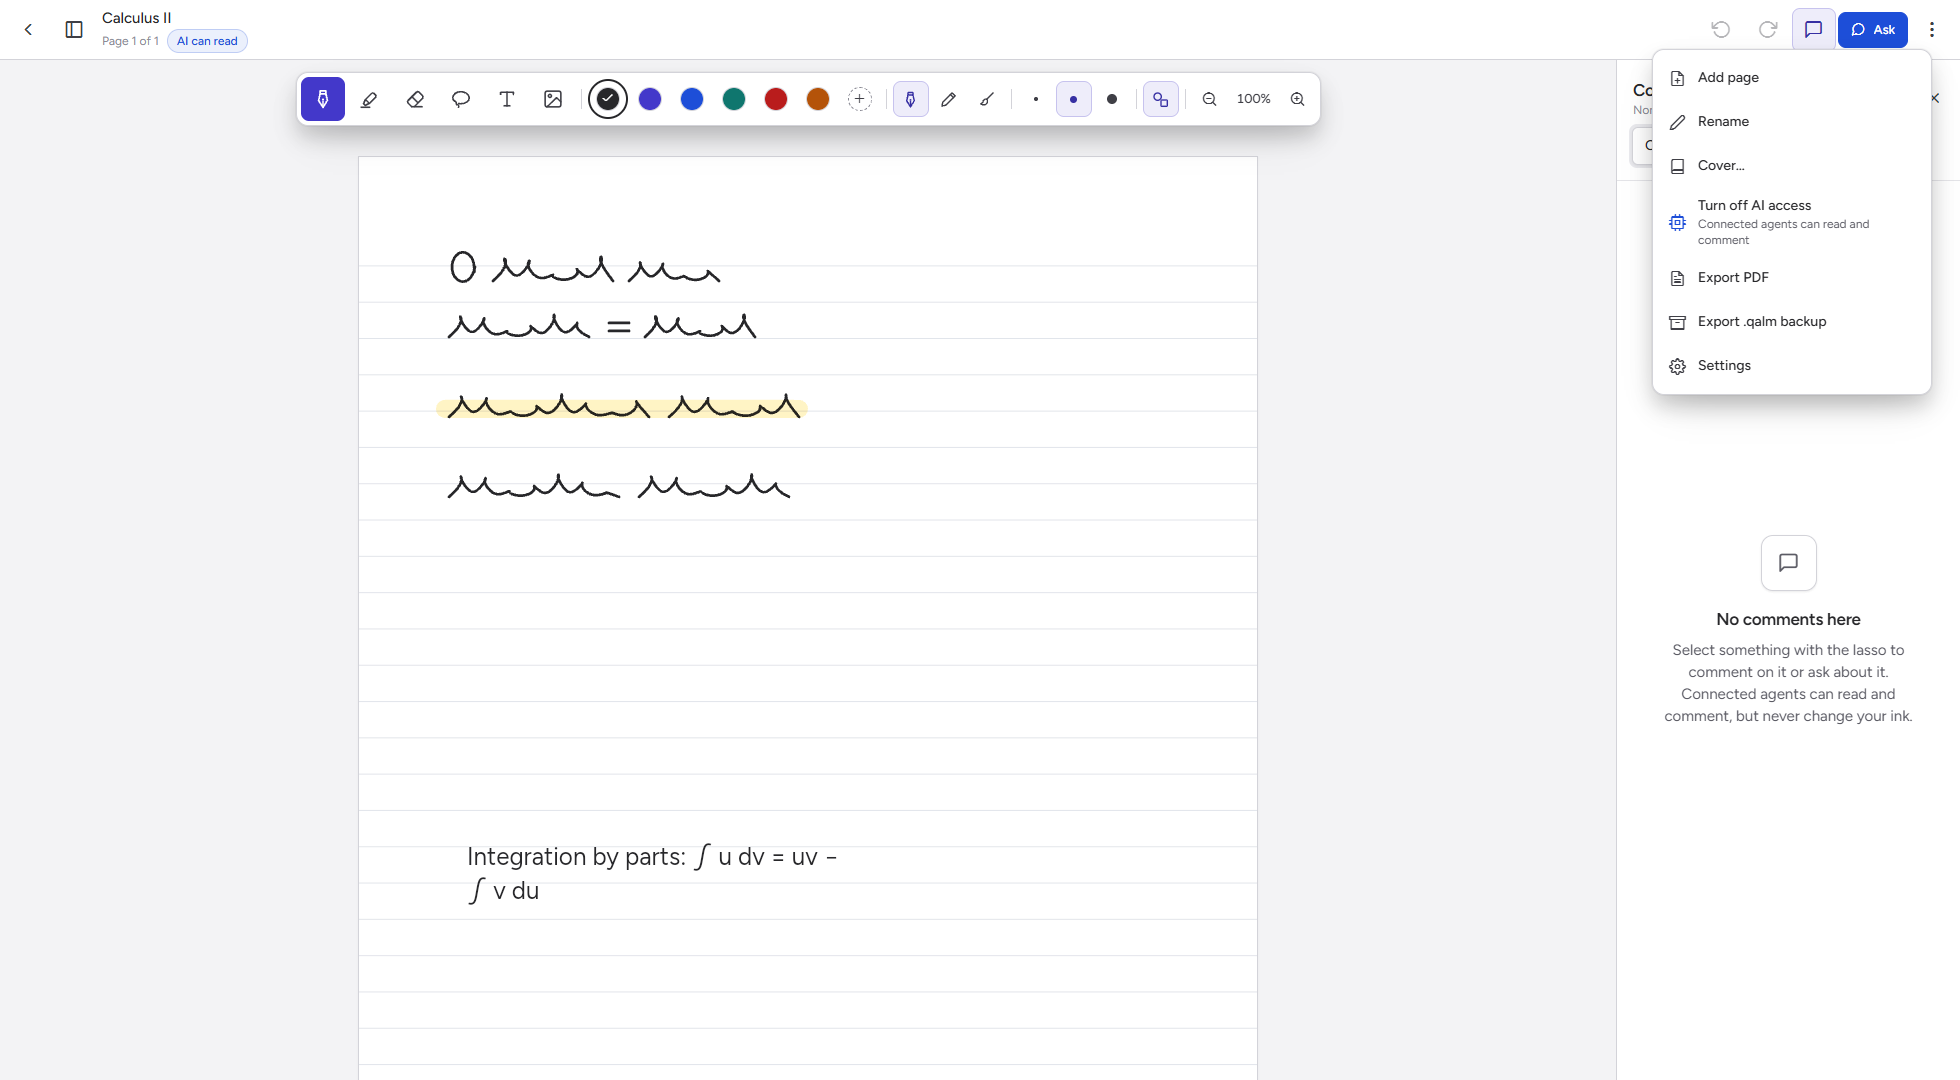 Calculus II
Page 1 of 1 AI can read
Ask
100%
Add page
Rename
Cover...
Turn off AI access
Connected agents can read and
comment
Export PDF
Export .qalm backup
Settings
=
Integration by parts: ∫ u dv = uv −
∫ v du
No comments here
Select something with the lasso to
comment on it or ask about it.
Connected agents can read and
comment, but never change your ink.